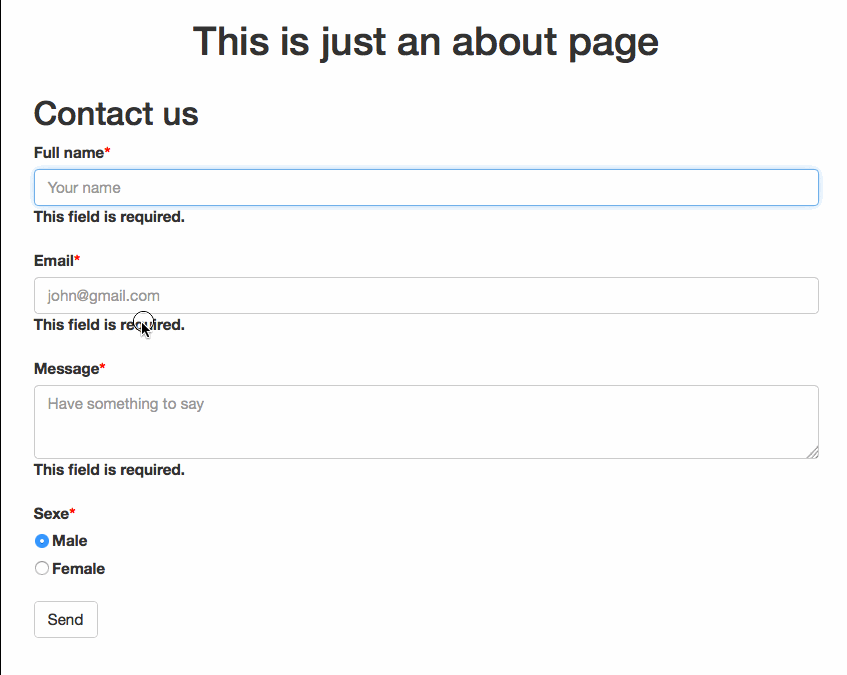 This is just an about page
Contact us
Full name*
Your name
This field is required.
Email*
john@gmail.com
This field is required.
Message*
Have something to say
This field is required.
Sexe*
Male
Female
Send